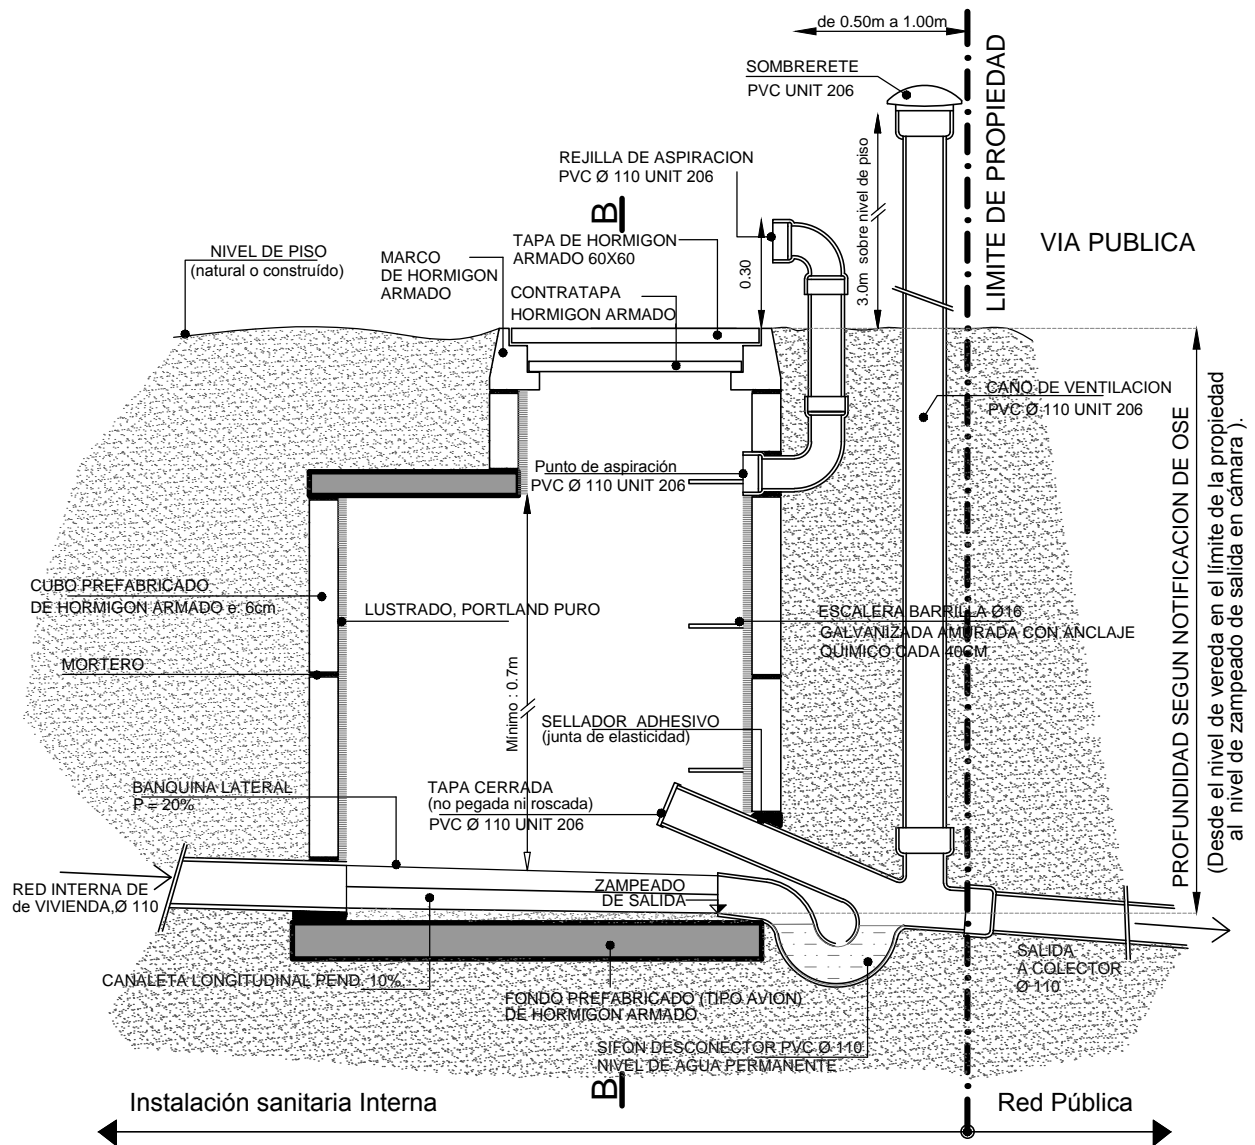 de 0.50m a 1.00m
SOMBRERETE
PVC UNIT 206
LIMITE DE PROPIEDAD
REJILLA DE ASPIRACION
PVC Ø 110 UNIT 206
3.0m sobre nivel de piso
B
VIA PUBLICA
NIVEL DE PISO
(natural o construído)
MARCO
DE HORMIGON
ARMADO
TAPA DE HORMIGON
ARMADO 60X60
0.30
CONTRATAPA
HORMIGON ARMADO
CAÑO DE VENTILACION
PVC Ø 110 UNIT 206
Punto de aspiración
PVC Ø 110 UNIT 206
PROFUNDIDAD SEGUN NOTIFICACION DE OSE
(Desde el nivel de vereda en el límite de la propiedad
al nivel de zampeado de salida en cámara ).
CUBO PREFABRICADO
DE HORMIGON ARMADO e: 6cm
LUSTRADO, PORTLAND PURO
ESCALERA BARRILLA Ø16
GALVANIZADA AMURADA CON ANCLAJE
QUIMICO CADA 40CM
MORTERO
Mínimo : 0.7m
SELLADOR ADHESIVO
(junta de elasticidad)
BANQUINA LATERAL
P = 20%
TAPA CERRADA
(no pegada ni roscada)
PVC Ø 110 UNIT 206
RED INTERNA DE
de VIVIENDA,Ø 110
ZAMPEADO
DE SALIDA
SALIDA
A COLECTOR
Ø 110
CANALETA LONGITUDINAL PEND. 10%
FONDO PREFABRICADO (TIPO AVION)
DE HORMIGON ARMADO
SIFON DESCONECTOR PVC Ø 110
NIVEL DE AGUA PERMANENTE
B
Instalación sanitaria Interna
Red Pública